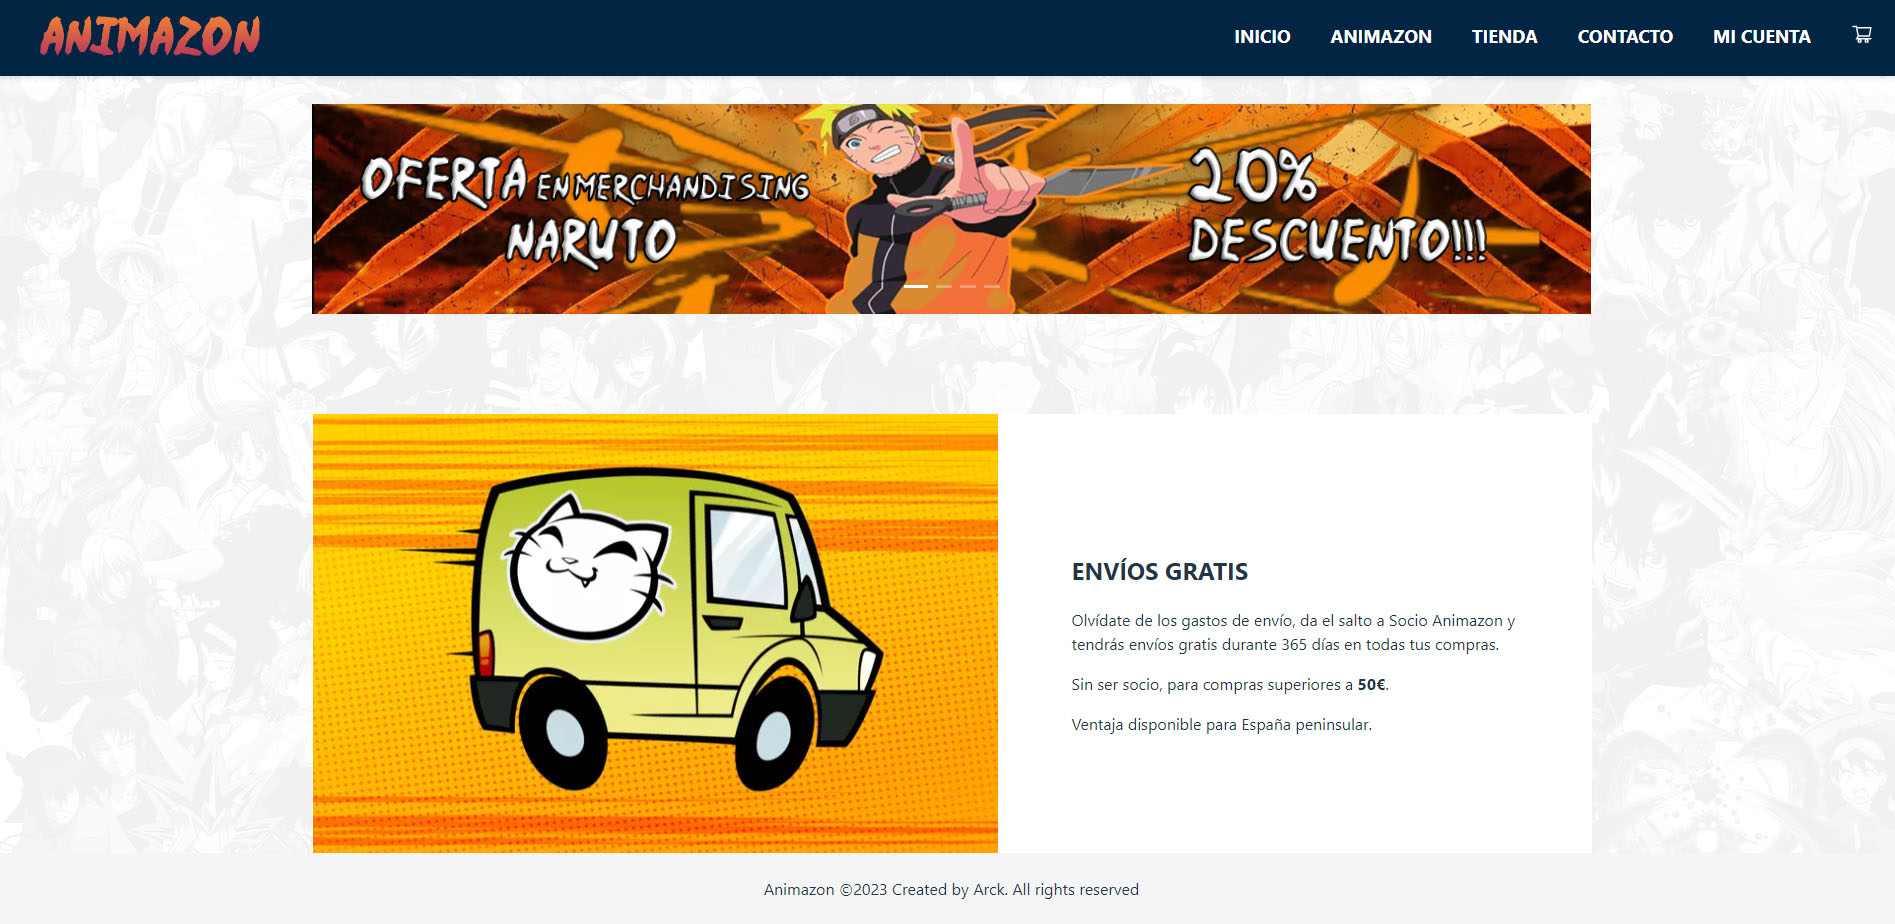 ANIMAZON
INICIO ANIMAZON TIENDA CONTACTO MI CUENTA
OFERTA EN MERCHANDISING
NARUTO
20%
DESCUENTO!!!
ENVÍOS GRATIS
Olvídate de los gastos de envío, da el salto a Socio Animazon y
tendrás envíos gratis durante 365 días en todas tus compras.
Sin ser socio, para compras superiores a 50€.
Ventaja disponible para España peninsular.
Animazon ©2023 Created by Arck. All rights reserved